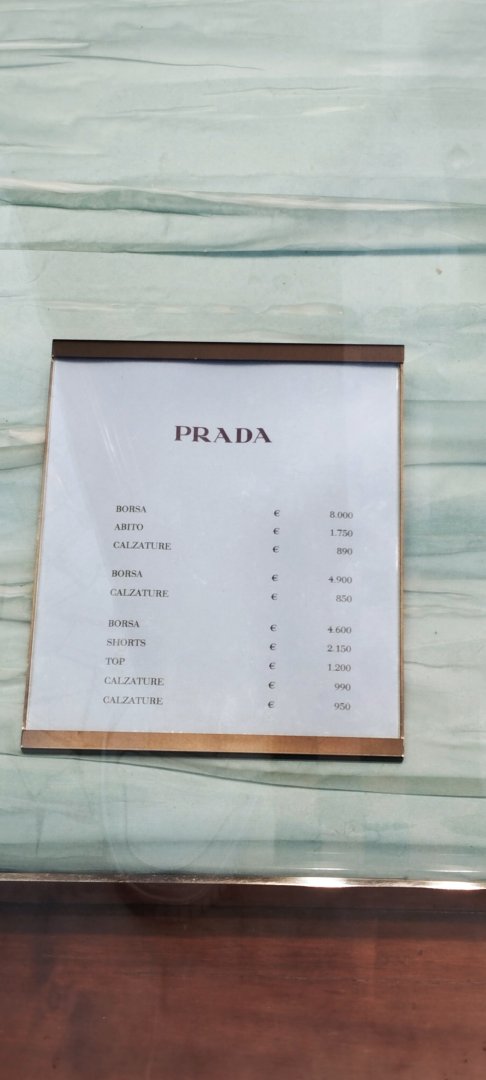 PRADA
BORSA € 8.000
ABITO € 1.750
CALZATURE € 890
BORSA € 4.900
CALZATURE € 850
BORSA € 4.600
SHORTS € 2.150
TOP € 1.200
CALZATURE € 990
CALZATURE € 950